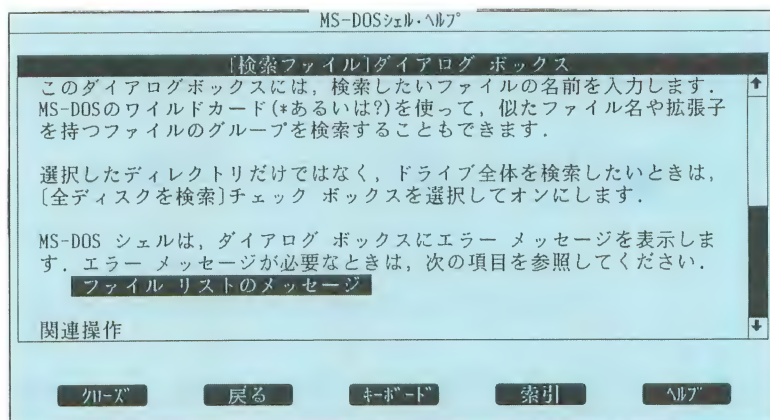 MS-DOSｼｪﾙ･ﾍﾙﾌﾟ
[検索ファイル]ダイアログ ボックス
このダイアログボックスには，検索したいファイルの名前を入力します．
MS-DOSのワイルドカード(*あるいは?)を使って，似たファイル名や拡張子
を持つファイルのグループを検索することもできます．
選択したディレクトリだけではなく，ドライブ全体を検索したいときは，
[全ディスクを検索]チェック ボックスを選択してオンにします．
MS-DOS シェルは，ダイアログ ボックスにエラー メッセージを表示しま
す．エラー メッセージが必要なときは，次の項目を参照してください．
ファイル リストのメッセージ
関連操作
ｸﾛｰｽﾞ 戻る ｷｰﾎﾞｰﾄﾞ 索引 ﾍﾙﾌﾟ